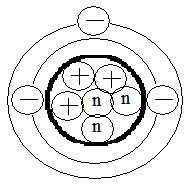 −
+ +
− + n n −
n